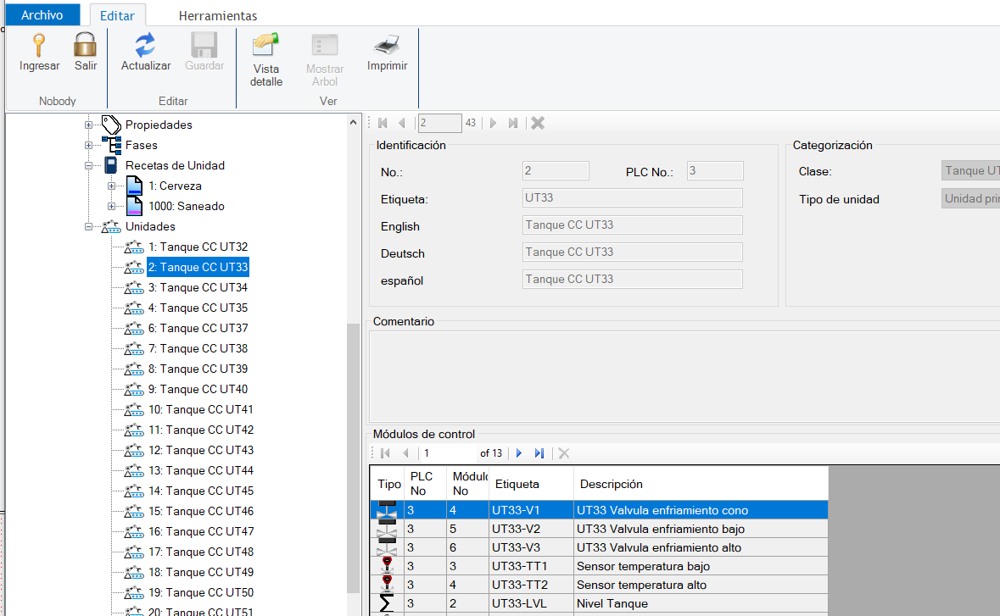 Archivo Editar Herramientas
Ingresar Salir Actualizar Guardar Vista detalle Mostrar Arbol Imprimir
Nobody Editar Ver
Propiedades
Fases
Recetas de Unidad
1: Cerveza
1000: Saneado
Unidades
1: Tanque CC UT32
2: Tanque CC UT33
3: Tanque CC UT34
4: Tanque CC UT35
6: Tanque CC UT37
7: Tanque CC UT38
8: Tanque CC UT39
9: Tanque CC UT40
10: Tanque CC UT41
11: Tanque CC UT42
12: Tanque CC UT43
13: Tanque CC UT44
14: Tanque CC UT45
15: Tanque CC UT46
16: Tanque CC UT47
17: Tanque CC UT48
18: Tanque CC UT49
19: Tanque CC UT50
20: Tanque CC UT51
2 43
Identificación
No.: 2 PLC No.: 3
Etiqueta: UT33
English Tanque CC UT33
Deutsch Tanque CC UT33
español Tanque CC UT33
Categorización
Clase: Tanque UT
Tipo de unidad Unidad prin
Comentario
Módulos de control
1 of 13
Tipo PLC No Módulo No Etiqueta Descripción
3 4 UT33-V1 UT33 Valvula enfriamiento cono
3 5 UT33-V2 UT33 Valvula enfriamiento bajo
3 6 UT33-V3 UT33 Valvula enfriamiento alto
3 3 UT33-TT1 Sensor temperatura bajo
3 4 UT33-TT2 Sensor temperatura alto
3 2 UT33-LVL Nivel Tanque